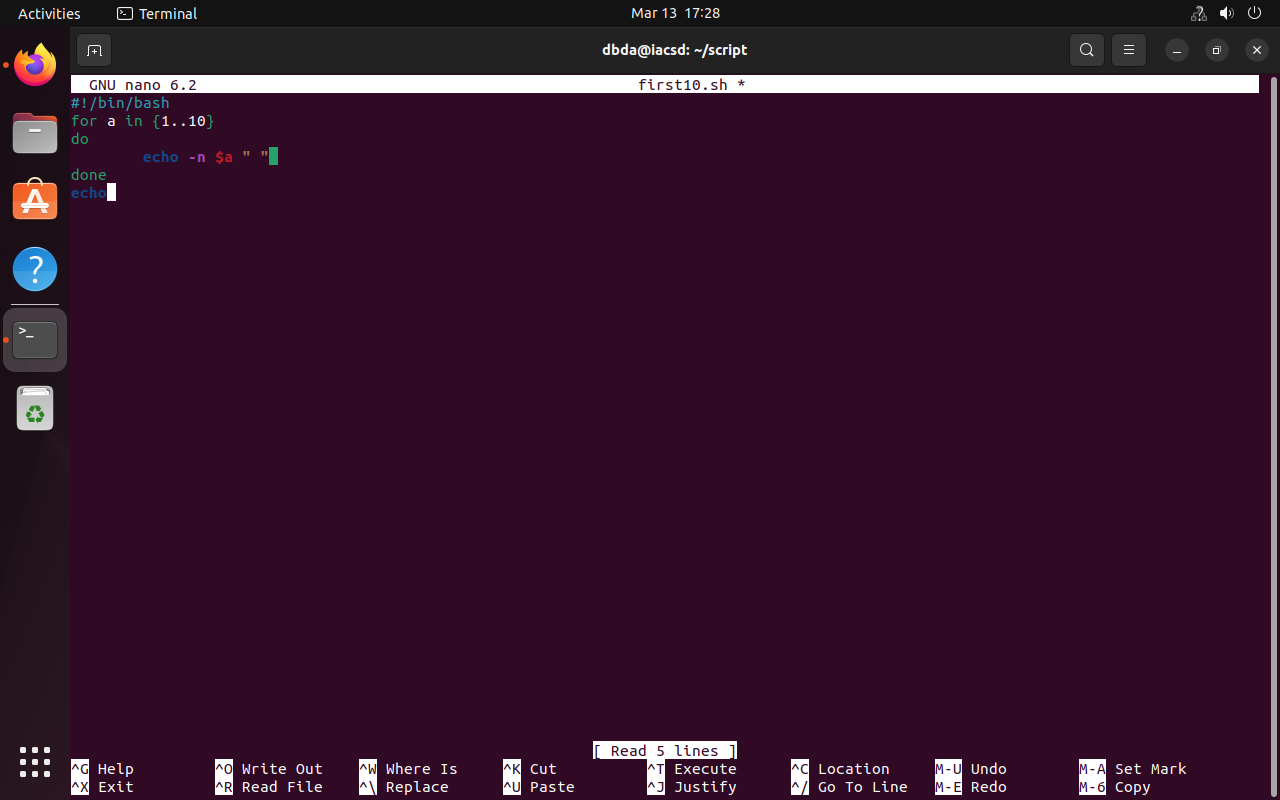 Activities Terminal Mar 13 17:28
dbda@iacsd: ~/script
GNU nano 6.2 first10.sh *
#!/bin/bash
for a in {1..10}
do
        echo -n $a " "
done
echo
>_
[ Read 5 lines ]
^G Help ^O Write Out ^W Where Is ^K Cut ^T Execute ^C Location M-U Undo M-A Set Mark
^X Exit ^R Read File ^\ Replace ^U Paste ^J Justify ^/ Go To Line M-E Redo M-6 Copy